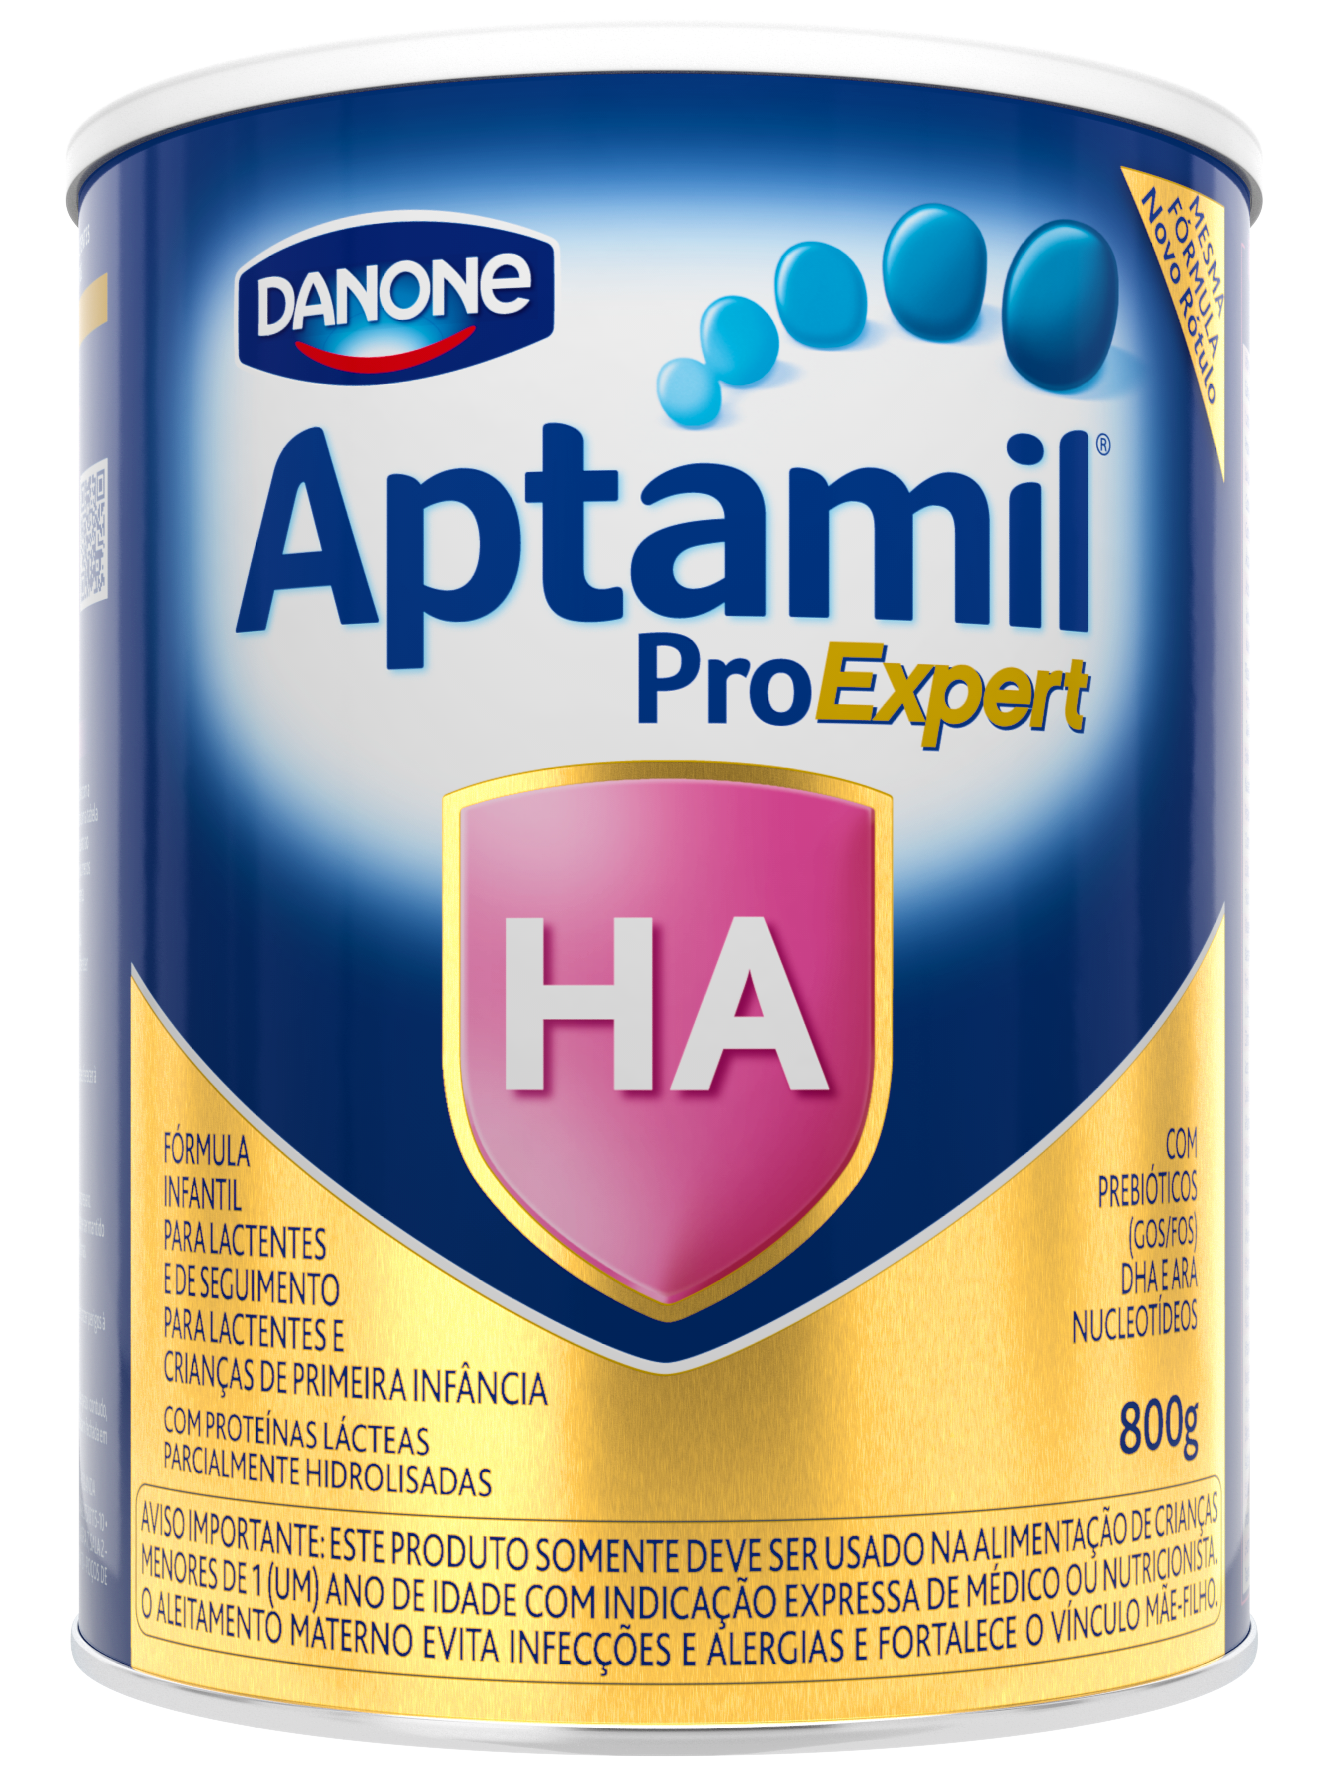 DANONE
MESMA
FÓRMULA
Novo Rótulo
Aptamil®
ProExpert
HA
FÓRMULA
INFANTIL
PARA LACTENTES
E DE SEGUIMENTO
PARA LACTENTES E
CRIANÇAS DE PRIMEIRA INFÂNCIA
COM PROTEÍNAS LÁCTEAS
PARCIALMENTE HIDROLISADAS
COM
PREBIÓTICOS
(GOS/FOS)
DHA E ARA
NUCLEOTÍDEOS
800g
AVISO IMPORTANTE: ESTE PRODUTO SOMENTE DEVE SER USADO NA ALIMENTAÇÃO DE CRIANÇAS
MENORES DE 1 (UM) ANO DE IDADE COM INDICAÇÃO EXPRESSA DE MÉDICO OU NUTRICIONISTA.
O ALEITAMENTO MATERNO EVITA INFECÇÕES E ALERGIAS E FORTALECE O VÍNCULO MÃE-FILHO.